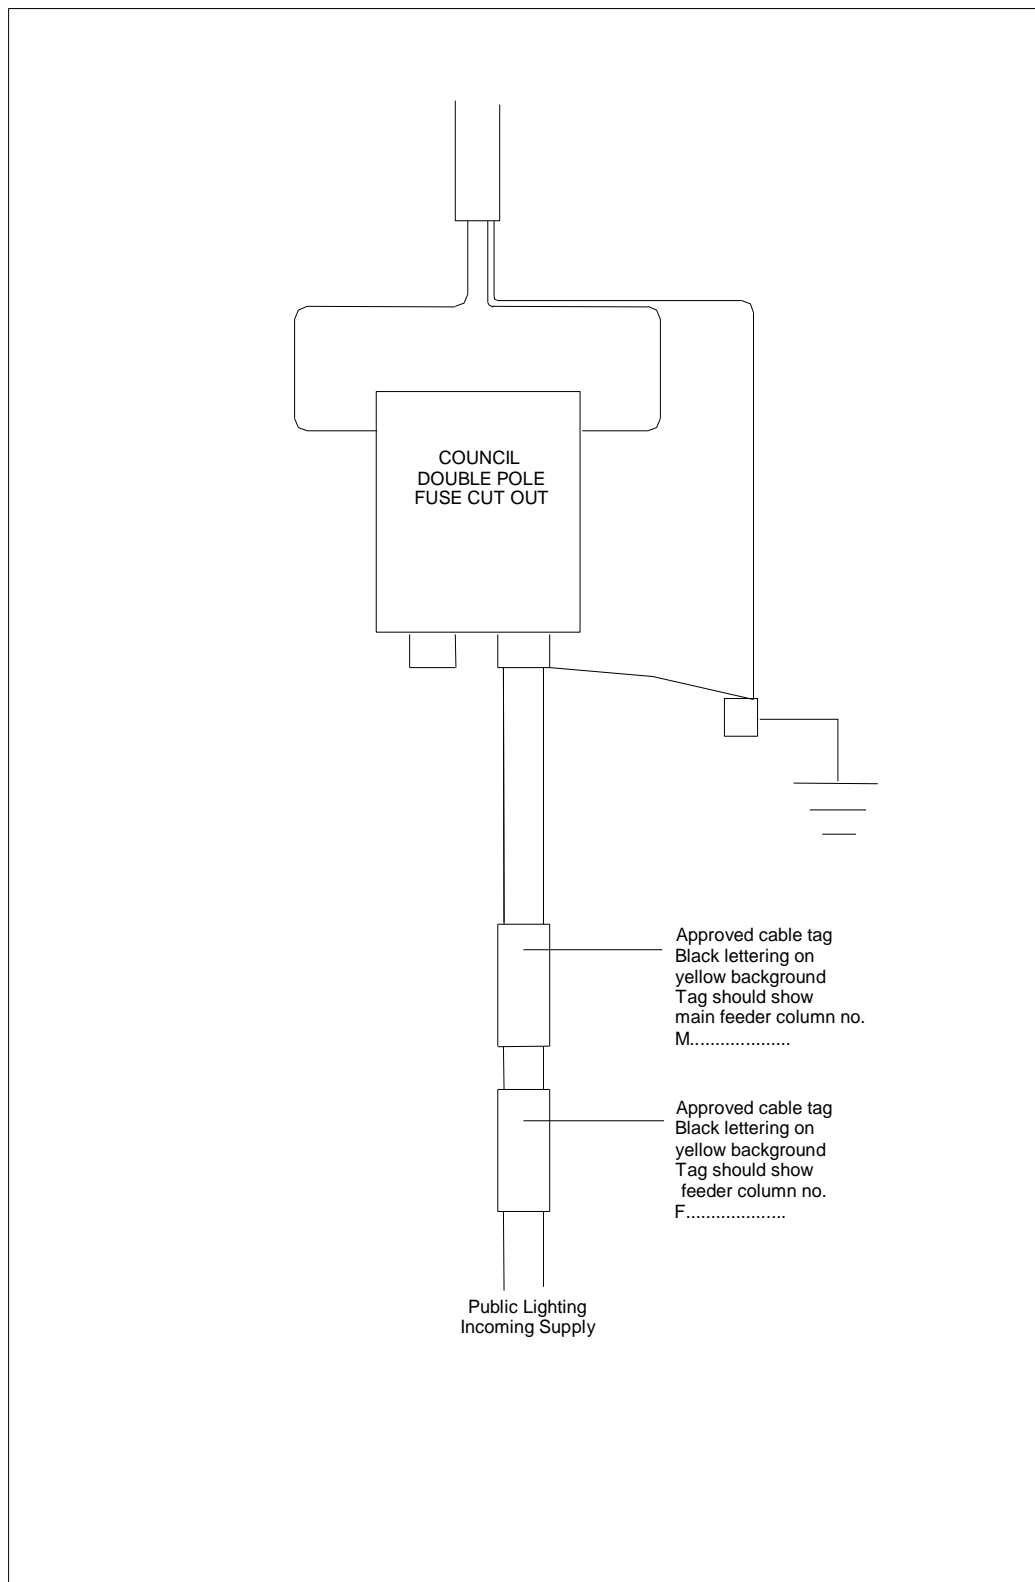 COUNCIL
DOUBLE POLE
FUSE CUT OUT
Approved cable tag
Black lettering on
yellow background
Tag should show
main feeder column no.
M....................
Approved cable tag
Black lettering on
yellow background
Tag should show
feeder column no.
F....................
Public Lighting
Incoming Supply